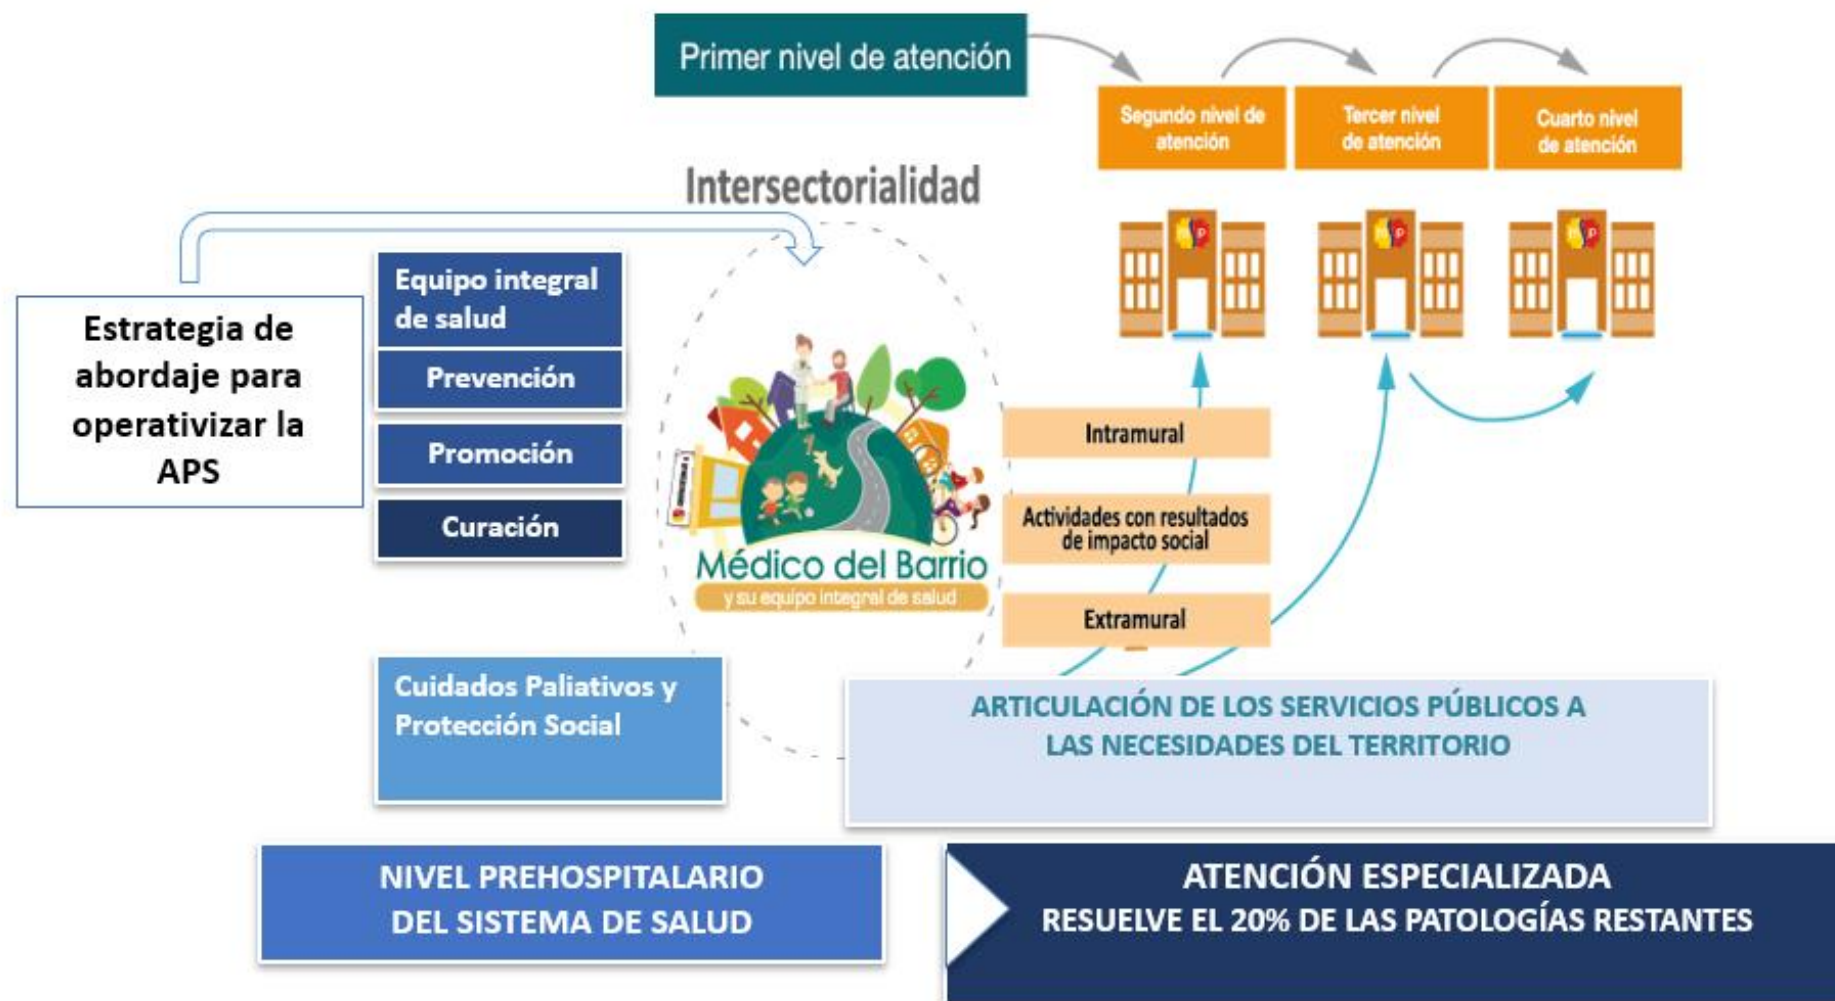 Primer nivel de atención
Segundo nivel de
atención
Tercer nivel
de atención
Cuarto nivel
de atención
Intersectorialidad
Estrategia de
abordaje para
operativizar la
APS
Equipo integral
de salud
Prevención
Promoción
Curación
Médico del Barrio
y su equipo integral de salud
Intramural
Actividades con resultados
de impacto social
Extramural
Cuidados Paliativos y
Protección Social
ARTICULACIÓN DE LOS SERVICIOS PÚBLICOS A
LAS NECESIDADES DEL TERRITORIO
NIVEL PREHOSPITALARIO
DEL SISTEMA DE SALUD
ATENCIÓN ESPECIALIZADA
RESUELVE EL 20% DE LAS PATOLOGÍAS RESTANTES